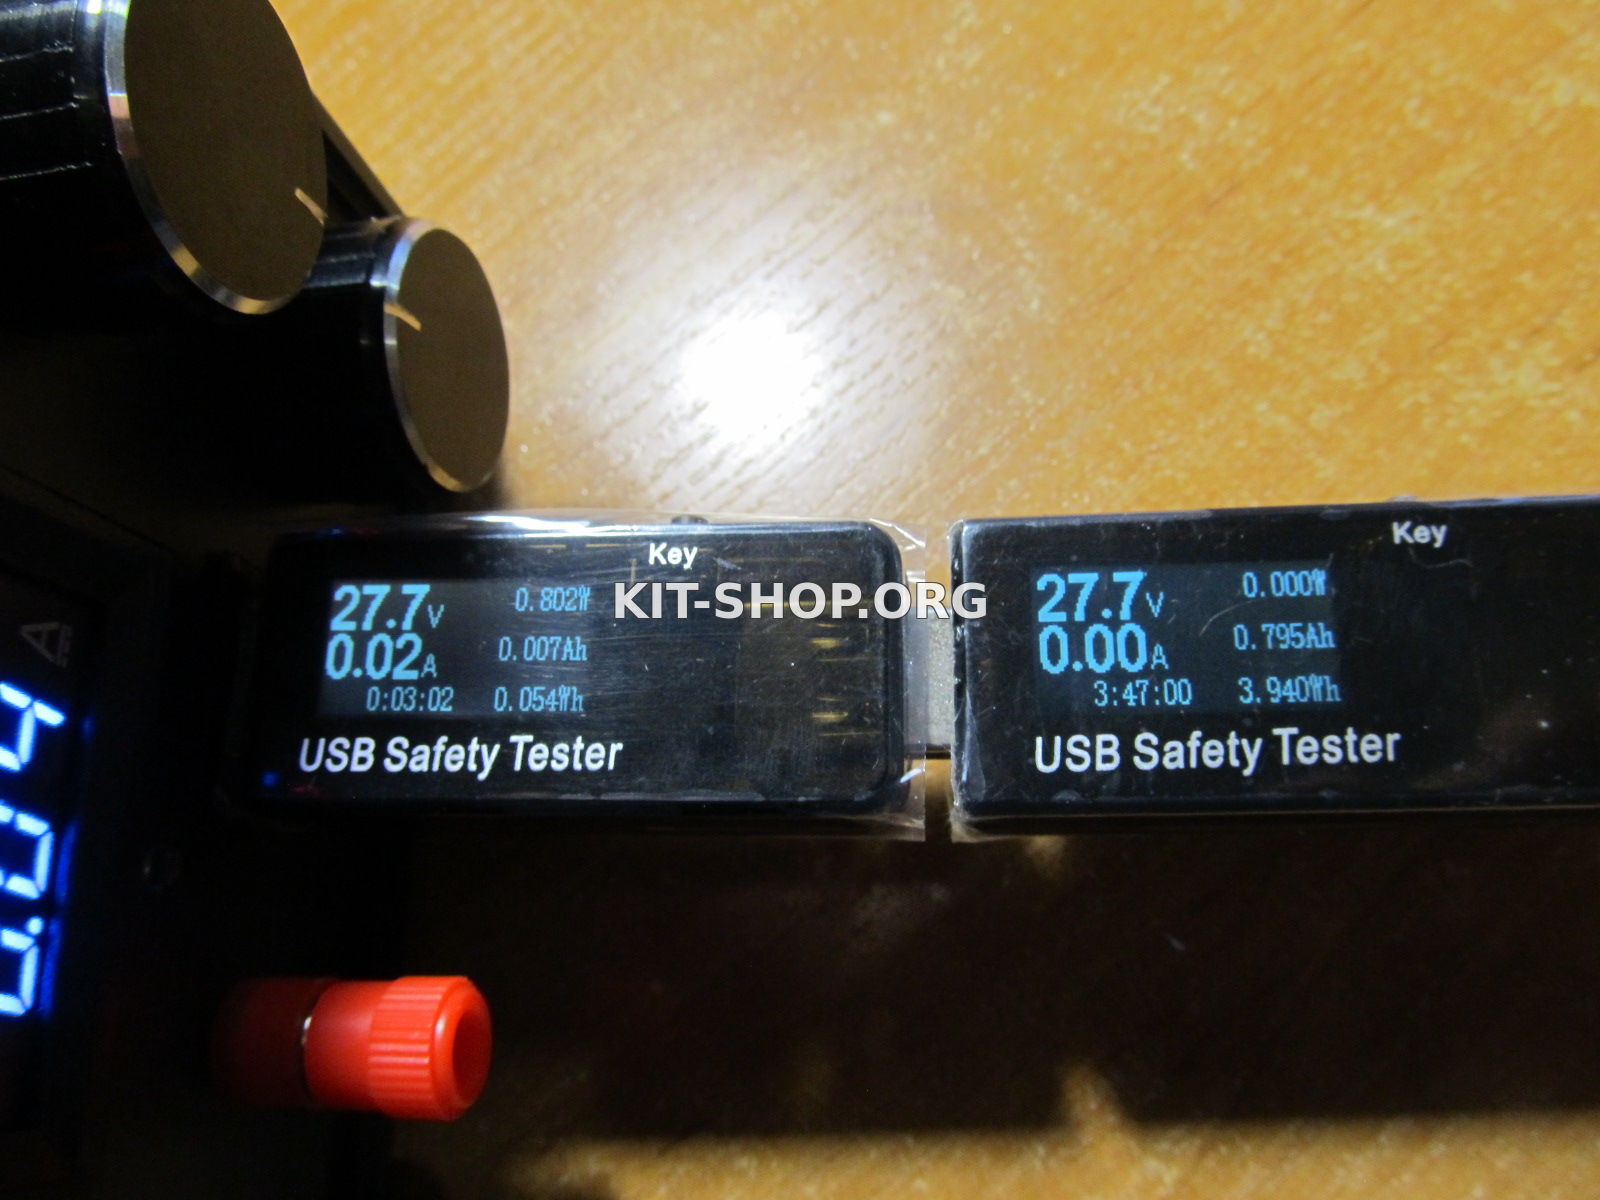 Key
27.7V 0.802W
0.02A 0.007Ah
0:03:02 0.054Wh
USB Safety Tester
KIT-SHOP.ORG
Key
27.7V 0.000W
0.00A 0.795Ah
3:47:00 3.940Wh
USB Safety Tester
A